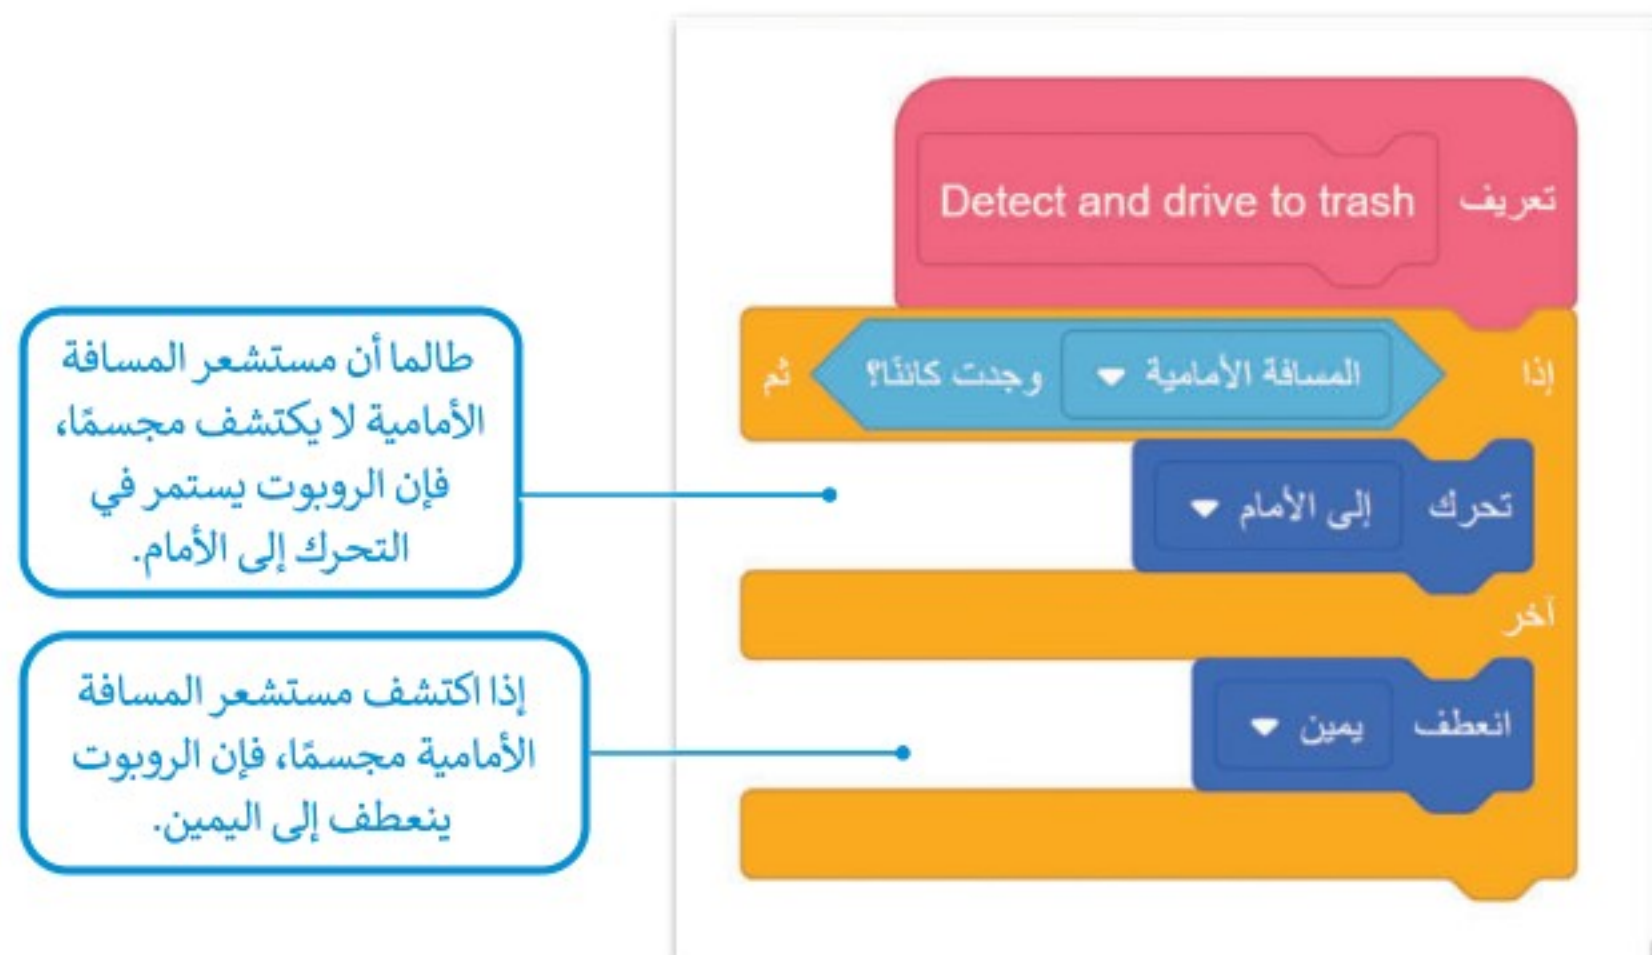 تعريف Detect and drive to trash
إذا المسافة الأمامية وجدت كائنًا؟ ثم
تحرك إلى الأمام
آخر
انعطف يمين
طالما أن مستشعر المسافة
الأمامية لا يكتشف مجسمًا،
فإن الروبوت يستمر في
التحرك إلى الأمام.
إذا اكتشف مستشعر المسافة
الأمامية مجسمًا، فإن الروبوت
ينعطف إلى اليمين.